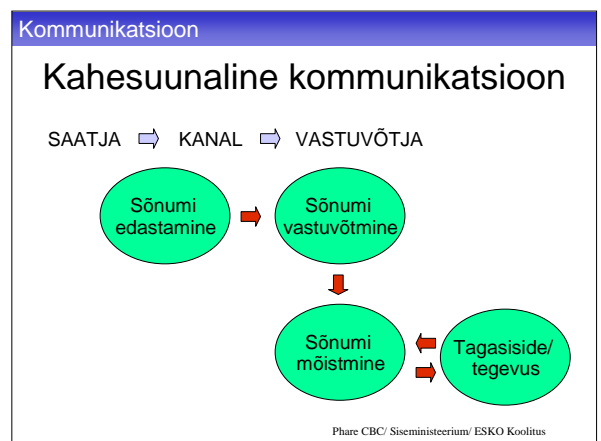 Kommunikatsioon
Kahesuunaline kommunikatsioon
SAATJA KANAL VASTUVÕTJA
Sõnumi
edastamine
Sõnumi
vastuvõtmine
Sõnumi
mõistmine
Tagasiside/
tegevus
Phare CBC/ Siseministeerium/ ESKO Koolitus